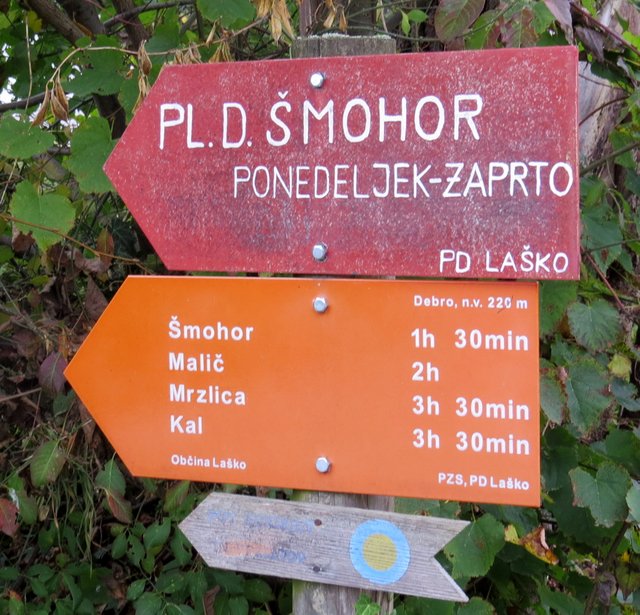 PL.D. ŠMOHOR
PONEDELJEK-ZAPRTO
PD LAŠKO
Debro, n.v. 220 m
Šmohor 1h 30min
Malič 2h
Mrzlica 3h 30min
Kal 3h 30min
Občina Laško PZS, PD Laško